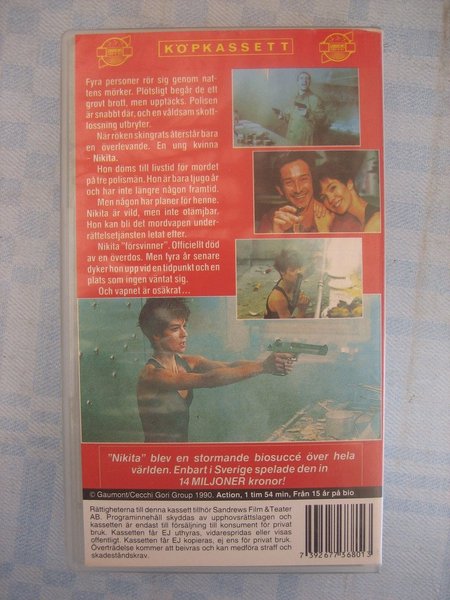 KÖPKASSETT
Fyra personer rör sig genom nat-
tens mörker. Plötsligt begår de ett
grovt brott, men upptäcks. Polisen
är snabbt där, och en våldsam skott-
lossning utbryter.
När röken skingrats återstår bara
en överlevande. En ung kvinna
– Nikita.
Hon döms till livstid för mordet
på tre polismän. Hon är bara tjugo år
och har inte längre någon framtid.
Men någon har planer för henne.
Nikita är vild, men inte otämjbar.
Hon kan bli det mordvapen unde-
rättelsetjänsten letat efter.
Nikita "försvinner". Officiellt död
av en överdos. Men fyra år senare
dyker hon upp vid en tidpunkt och en
plats som ingen väntat sig.
Och vapnet är osäkrat...
"Nikita" blev en stormande biosuccé över hela
världen. Enbart i Sverige spelade den in
14 MILJONER kronor!
© Gaumont/Cecchi Gori Group 1990. Action, 1 tim 54 min, Från 15 år på bio
Rättigheterna till denna kassett tillhör Sandrews Film & Teater
AB. Programinnehåll skyddas av upphovsrättslagen och
kassetten är endast till försäljning till konsument för privat
bruk. Kassetten får EJ uthyras, vidarespridas eller visas
offentligt. Kassetten får EJ kopieras, ej ens för privat bruk.
Överträdelse kommer att beivras och kan medföra straff och
skadeståndskrav.
7 392677 368013